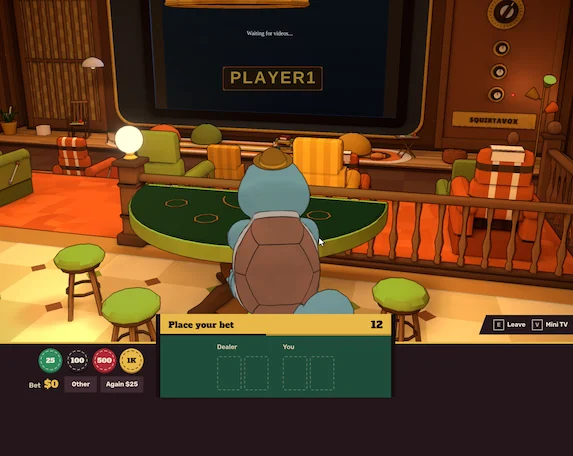 Waiting for videos...
PLAYER1
SQUIRTAVOX
E Leave V Mini TV
Place your bet 12
Dealer You
25 100 500 1K
Bet $0 Other Again $25